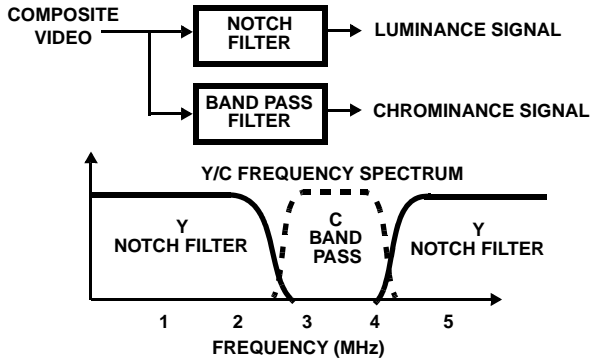 COMPOSITE
VIDEO
NOTCH
FILTER
LUMINANCE SIGNAL
BAND PASS
FILTER
CHROMINANCE SIGNAL
Y/C FREQUENCY SPECTRUM
Y
NOTCH FILTER
C
BAND
PASS
Y
NOTCH FILTER
1 2 3 4 5
FREQUENCY (MHz)